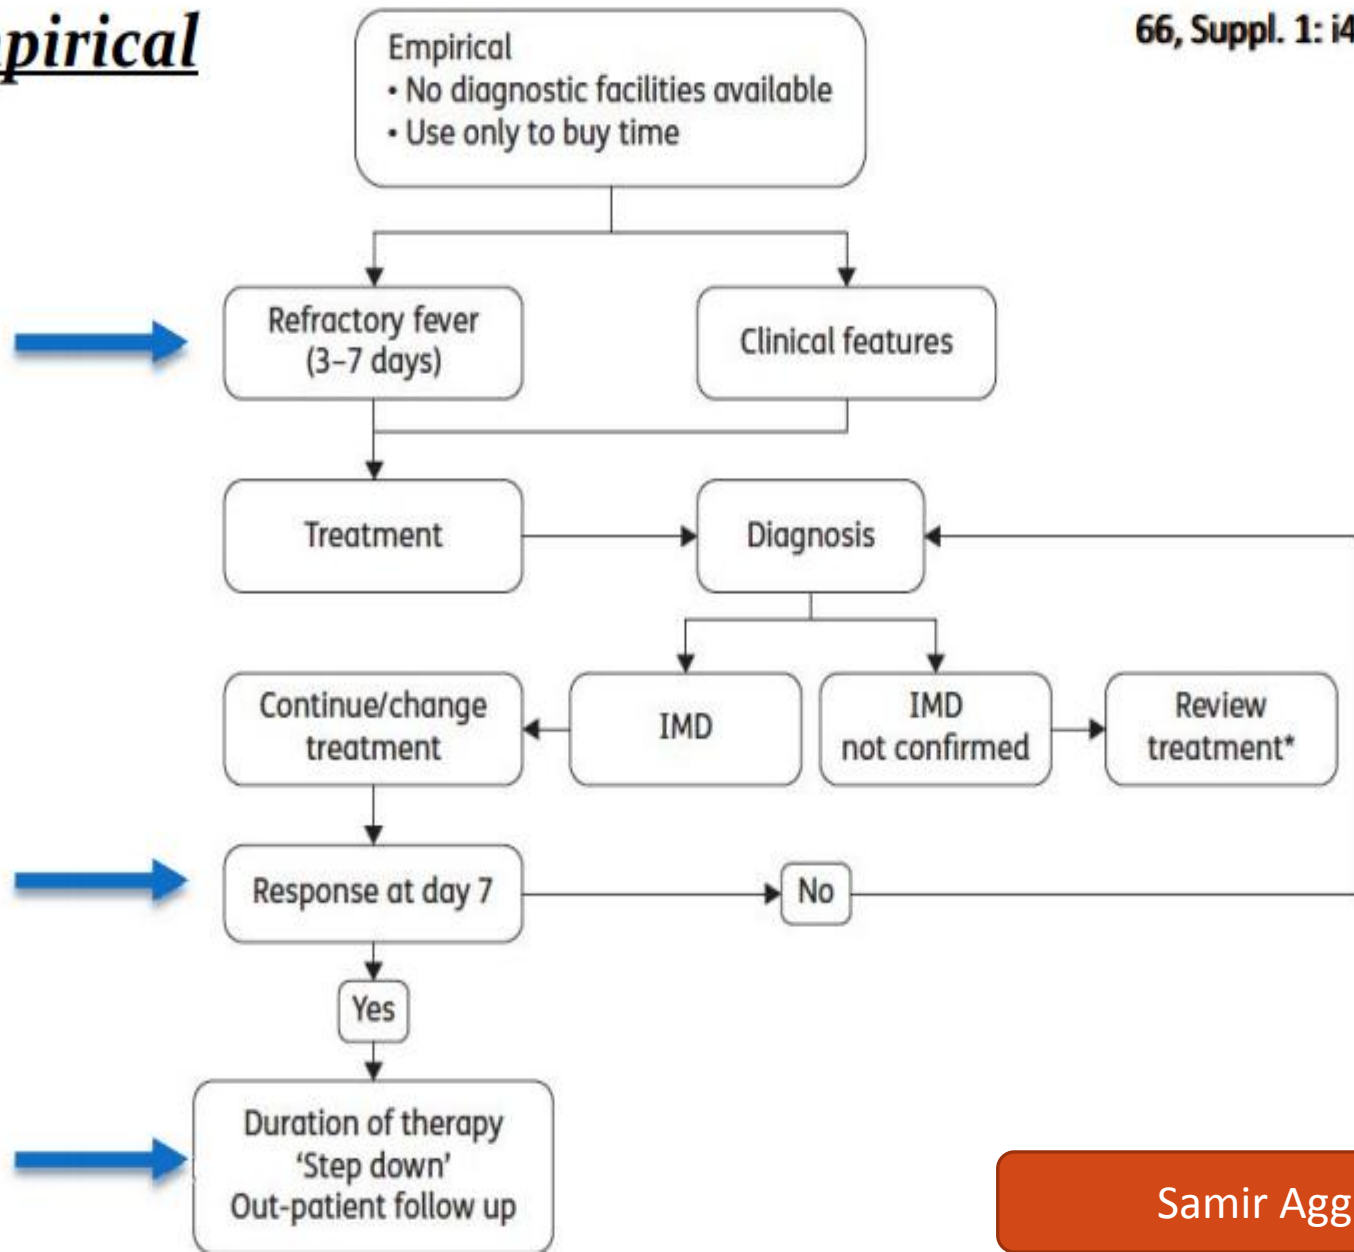 pirical
66, Suppl. 1: i4
Empirical
• No diagnostic facilities available
• Use only to buy time
Refractory fever
(3–7 days)
Clinical features
Treatment
Diagnosis
Continue/change
treatment
IMD
IMD
not confirmed
Review
treatment*
Response at day 7
No
Yes
Duration of therapy
‘Step down’
Out-patient follow up
Samir Agg